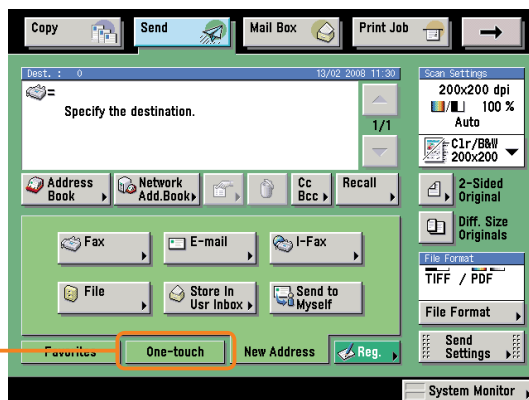 Copy
Send
Mail Box
Print Job
Dest. : 0
13/02 2008 11:30
Specify the destination.
1/1
Scan Settings
200x200 dpi
100 %
Auto
Clr/B&W
200x200
Address
Book
Network
Add.Book
Cc
Bcc
Recall
2-Sided
Original
Diff. Size
Originals
Fax
E-mail
I-Fax
File
Store In
Usr Inbox
Send to
Myself
File Format
TIFF / PDF
File Format
Favorites
One-touch
New Address
Reg.
Send
Settings
System Monitor